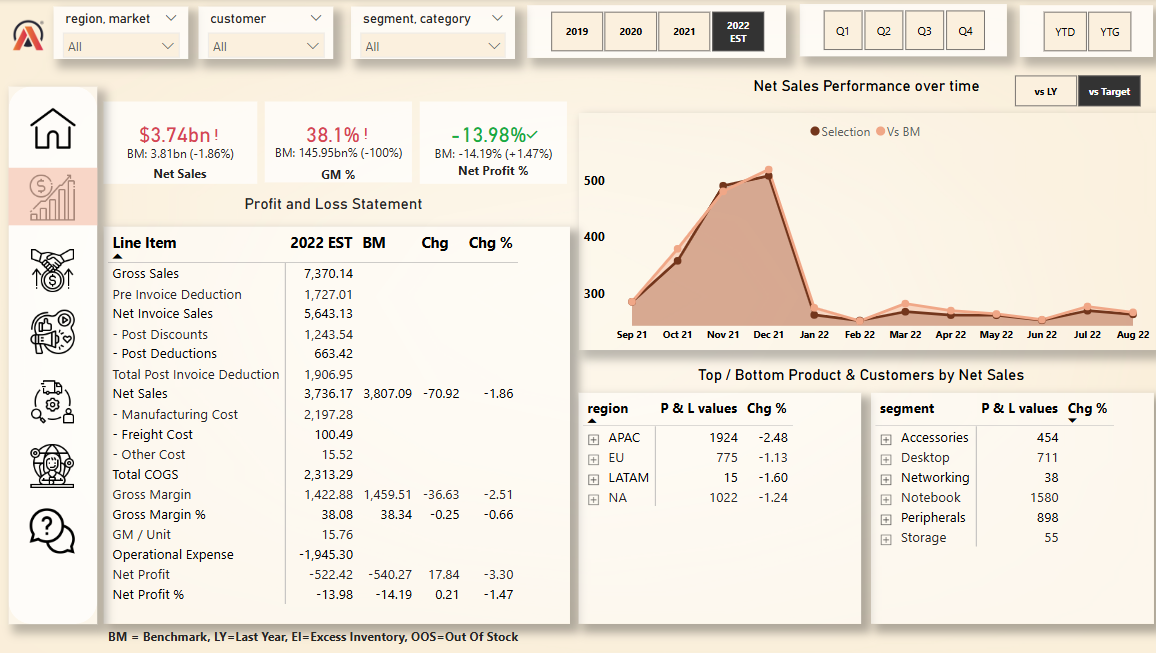 region, market
All
customer
All
segment, category
All
2019
2020
2021
2022
EST
Q1
Q2
Q3
Q4
YTD
YTG
Net Sales Performance over time
vs LY
vs Target
$3.74bn !
BM: 3.81bn (-1.86%)
Net Sales
38.1% !
BM: 145.95bn% (-100%)
GM %
-13.98%✓
BM: -14.19% (+1.47%)
Net Profit %
Profit and Loss Statement
Line Item 2022 EST BM Chg Chg %
Gross Sales 7,370.14
Pre Invoice Deduction 1,727.01
Net Invoice Sales 5,643.13
- Post Discounts 1,243.54
- Post Deductions 663.42
Total Post Invoice Deduction 1,906.95
Net Sales 3,736.17 3,807.09 -70.92 -1.86
- Manufacturing Cost 2,197.28
- Freight Cost 100.49
- Other Cost 15.52
Total COGS 2,313.29
Gross Margin 1,422.88 1,459.51 -36.63 -2.51
Gross Margin % 38.08 38.34 -0.25 -0.66
GM / Unit 15.76
Operational Expense -1,945.30
Net Profit -522.42 -540.27 17.84 -3.30
Net Profit % -13.98 -14.19 0.21 -1.47
Selection Vs BM
500
400
300
Sep 21 Oct 21 Nov 21 Dec 21 Jan 22 Feb 22 Mar 22 Apr 22 May 22 Jun 22 Jul 22 Aug 22
Top / Bottom Product & Customers by Net Sales
region P & L values Chg %
APAC 1924 -2.48
EU 775 -1.13
LATAM 15 -1.60
NA 1022 -1.24
segment P & L values Chg %
Accessories 454
Desktop 711
Networking 38
Notebook 1580
Peripherals 898
Storage 55
BM = Benchmark, LY=Last Year, EI=Excess Inventory, OOS=Out Of Stock